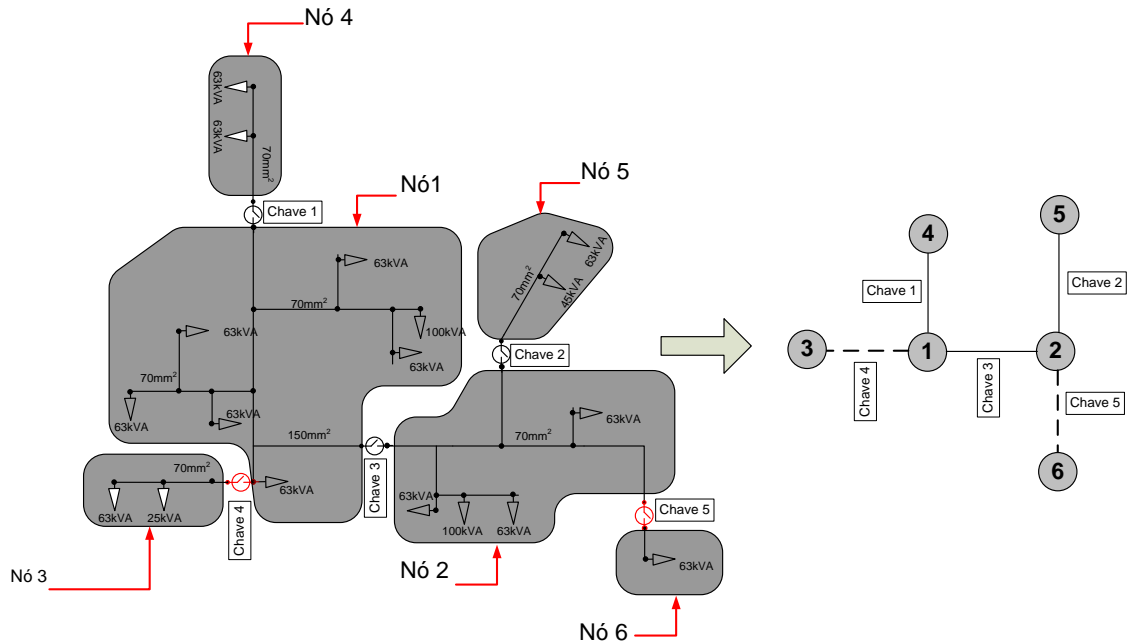 Nó 4
63kVA
63kVA
70mm²
Chave 1
Nó1
Nó 5
63kVA
70mm²
45kVA
Chave 2
63kVA
70mm²
100kVA
63kVA
63kVA
70mm²
63kVA
63kVA
150mm²
Chave 3
63kVA
70mm²
63kVA
25kVA
Chave 4
Nó 3
63kVA
70mm²
63kVA
100kVA
63kVA
Chave 5
63kVA
Nó 2
Nó 6
5
4
Chave 1
Chave 2
3
1
2
Chave 4
Chave 3
Chave 5
6